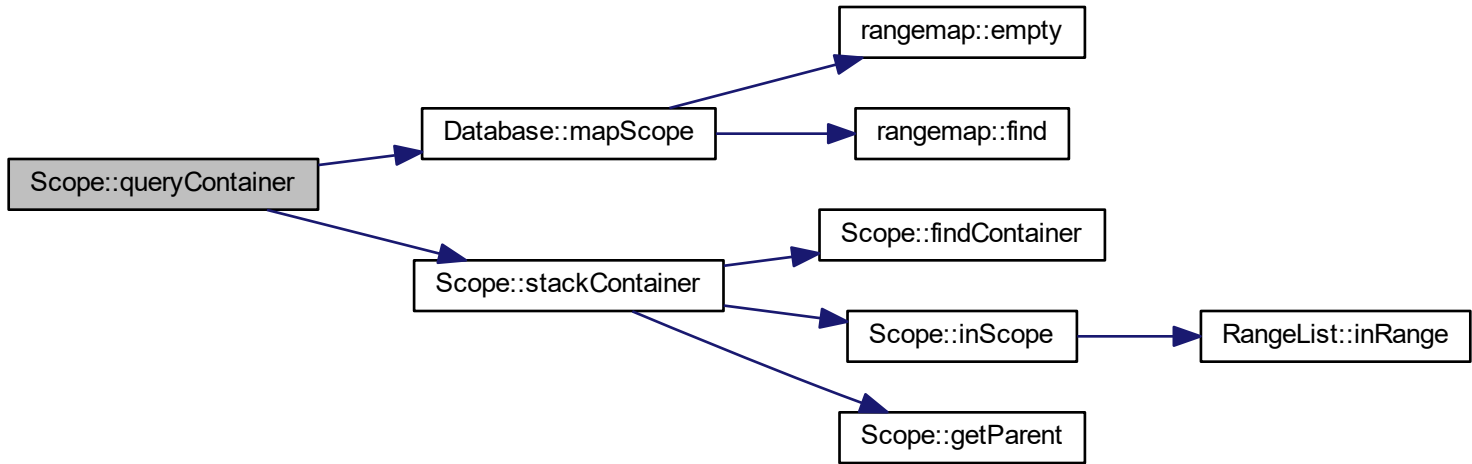 rangemap::empty
Database::mapScope
rangemap::find
Scope::queryContainer
Scope::findContainer
Scope::stackContainer
Scope::inScope
RangeList::inRange
Scope::getParent